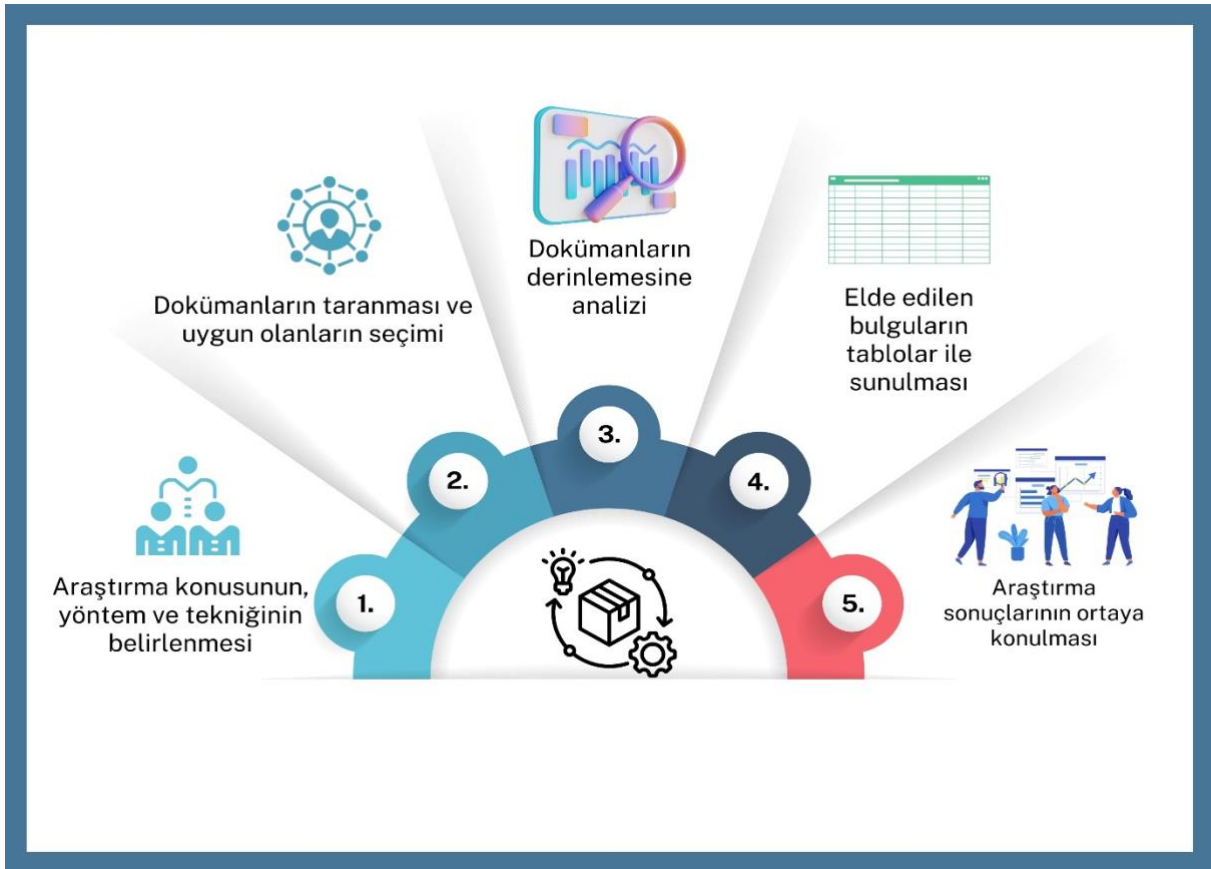 1.
Araştırma konusunun,
yöntem ve tekniğinin
belirlenmesi
2.
Dokümanların taranması ve
uygun olanların seçimi
3.
Dokümanların
derinlemesine
analizi
4.
Elde edilen
bulguların
tablolar ile
sunulması
5.
Araştırma
sonuçlarının ortaya
konulması